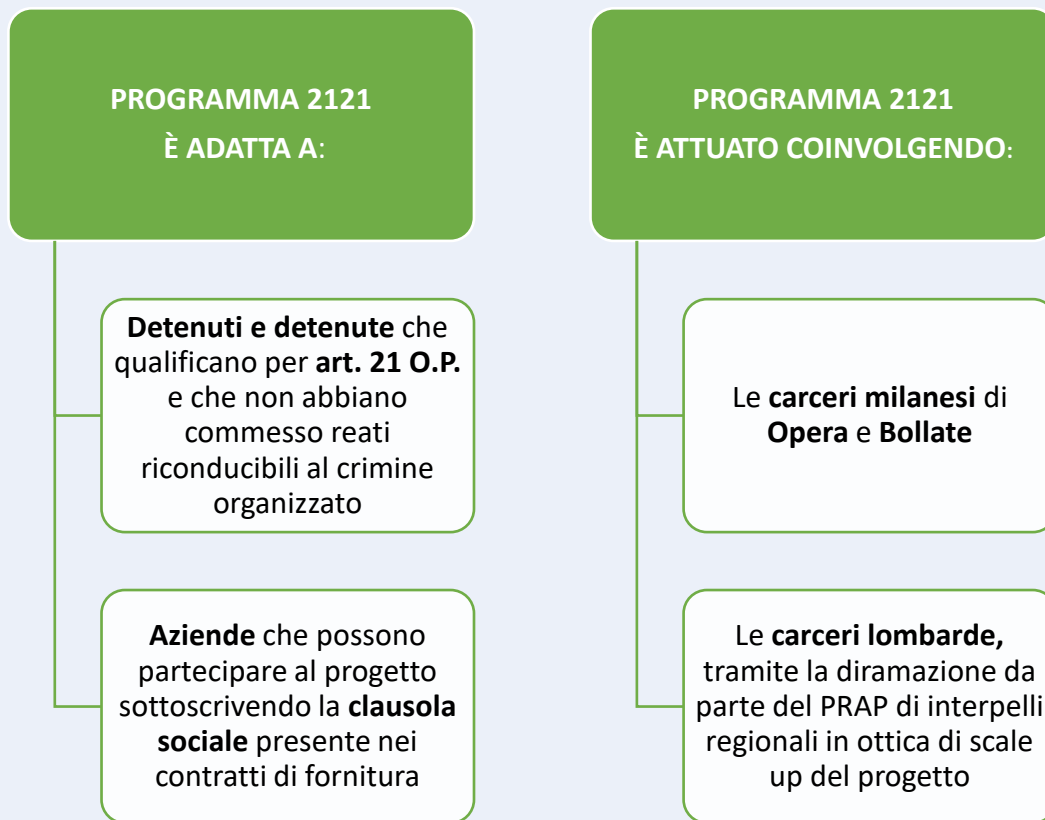 PROGRAMMA 2121
È ADATTA A:
Detenuti e detenute che
qualificano per art. 21 O.P.
e che non abbiano
commesso reati
riconducibili al crimine
organizzato
Aziende che possono
partecipare al progetto
sottoscrivendo la clausola
sociale presente nei
contratti di fornitura
PROGRAMMA 2121
È ATTUATO COINVOLGENDO:
Le carceri milanesi di
Opera e Bollate
Le carceri lombarde,
tramite la diramazione da
parte del PRAP di interpelli
regionali in ottica di scale
up del progetto